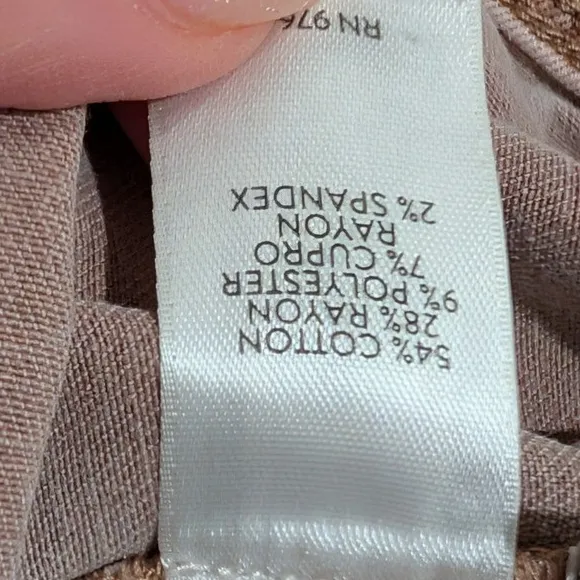 54% COTTON
28% RAYON
9% POLYESTER
7% CUPRO
RAYON
2% SPANDEX
RN 976